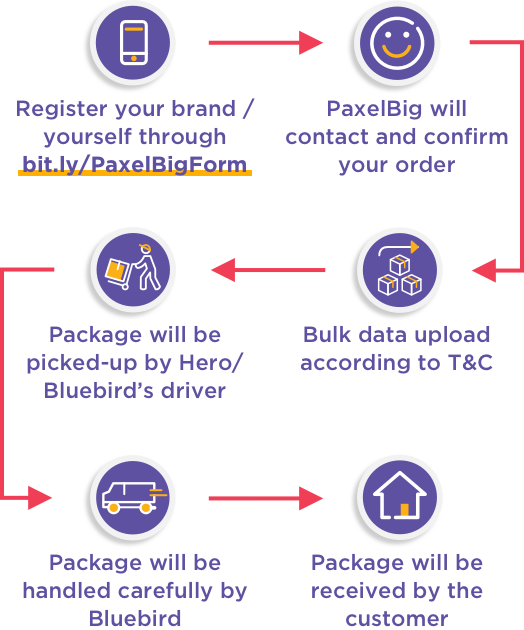 Register your brand /
yourself through
bit.ly/PaxelBigForm
PaxelBig will
contact and confirm
your order
Bulk data upload
according to T&C
Package will be
picked-up by Hero/
Bluebird’s driver
Package will be
handled carefully by
Bluebird
Package will be
received by the
customer